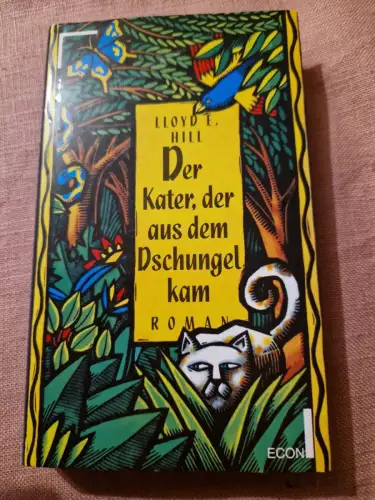 LLOYD E.
HILL
Der
Kater, der
aus dem
Dschungel
kam
ROMAN
ECON